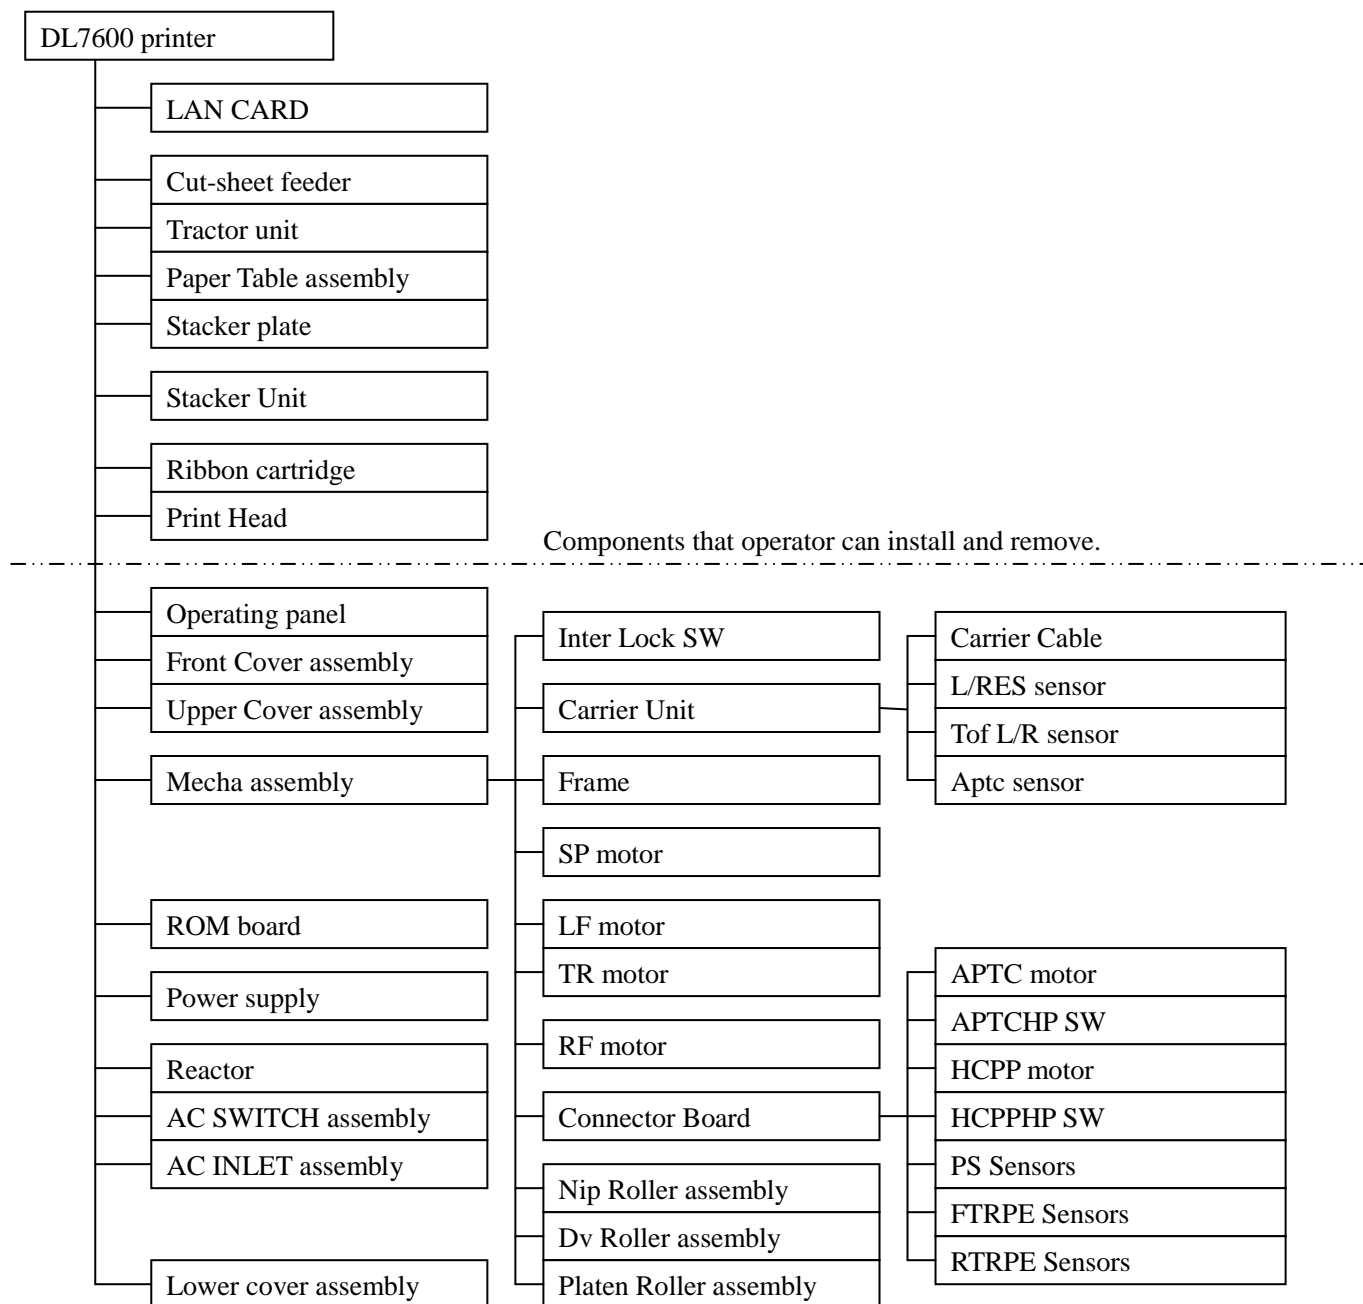 DL7600 printer
LAN CARD
Cut-sheet feeder
Tractor unit
Paper Table assembly
Stacker plate
Stacker Unit
Ribbon cartridge
Print Head
Components that operator can install and remove.
Operating panel
Front Cover assembly
Upper Cover assembly
Mecha assembly
ROM board
Power supply
Reactor
AC SWITCH assembly
AC INLET assembly
Lower cover assembly
Inter Lock SW
Carrier Unit
Frame
SP motor
LF motor
TR motor
RF motor
Connector Board
Nip Roller assembly
Dv Roller assembly
Platen Roller assembly
Carrier Cable
L/RES sensor
Tof L/R sensor
Aptc sensor
APTC motor
APTCHP SW
HCPP motor
HCPPHP SW
PS Sensors
FTRPE Sensors
RTRPE Sensors